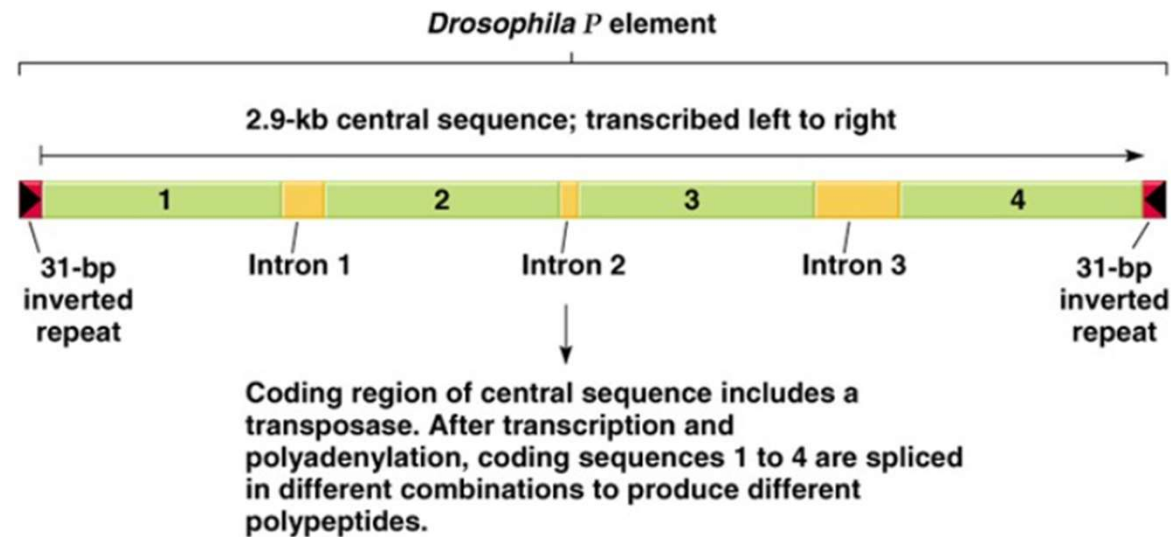 Drosophila P element
2.9-kb central sequence; transcribed left to right
1 2 3 4
31-bp
inverted
repeat
Intron 1
Intron 2
Intron 3
31-bp
inverted
repeat
Coding region of central sequence includes a
transposase. After transcription and
polyadenylation, coding sequences 1 to 4 are spliced
in different combinations to produce different
polypeptides.